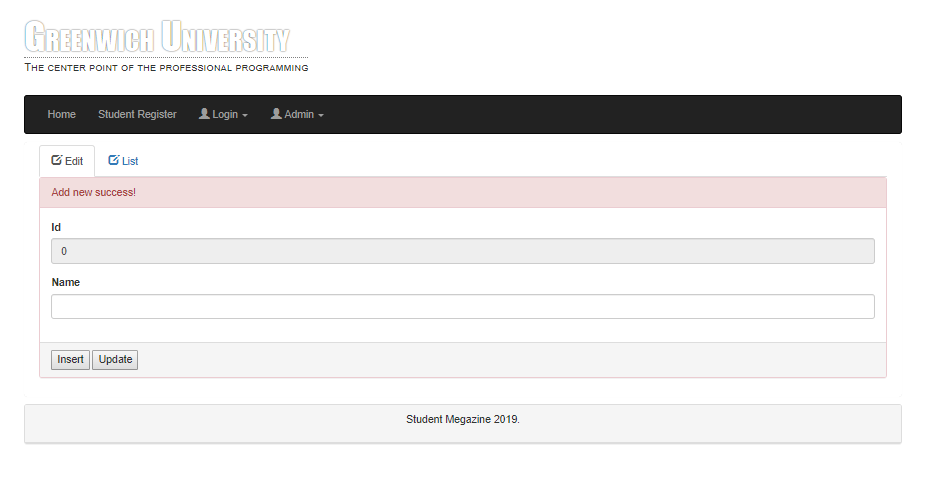 Greenwich University
The center point of the professional programming
Home Student Register Login Admin
Edit List
Add new success!
Id
0
Name
Insert Update
Student Megazine 2019.